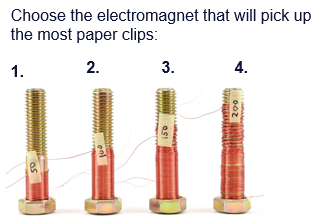 Choose the electromagnet that will pick up
the most paper clips:
1. 2. 3. 4.
50 100 150 200